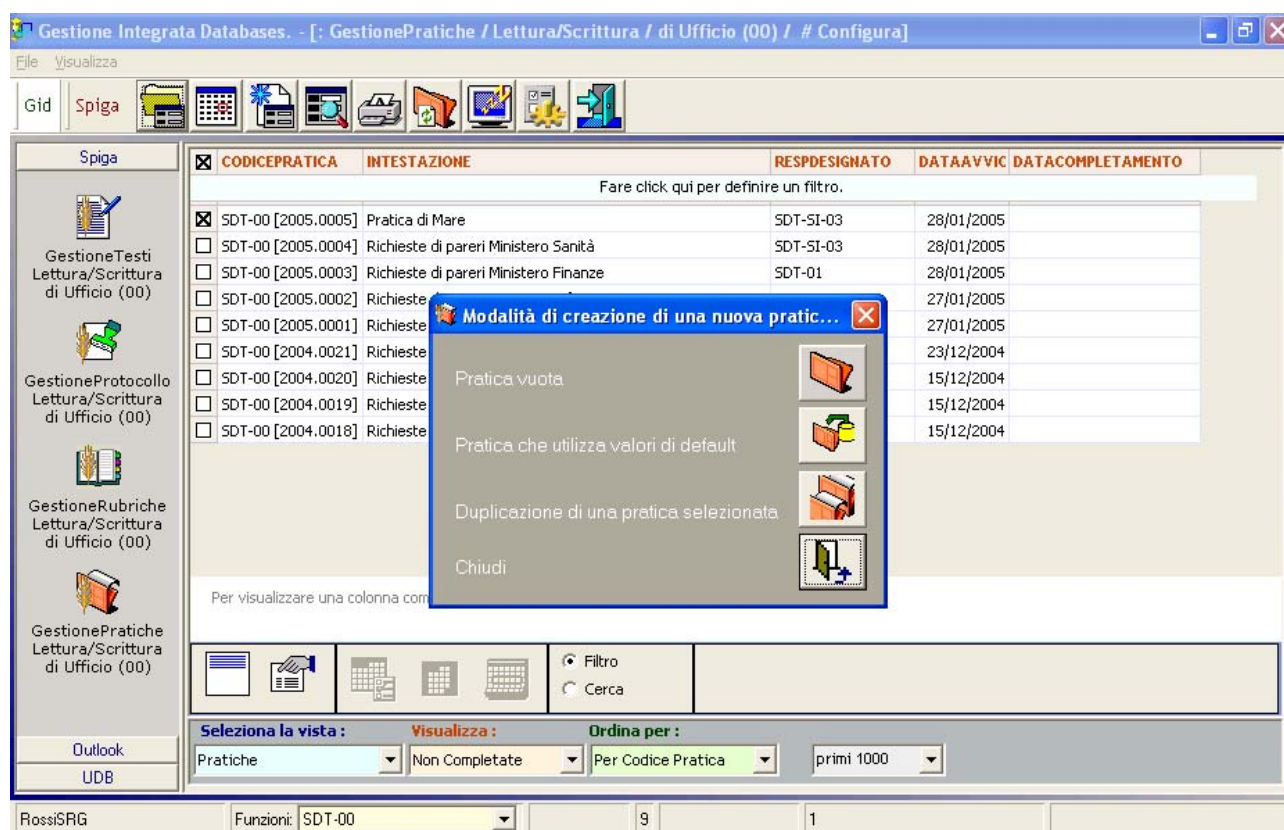 Gestione Integrata Databases. - [: GestionePratiche / Lettura/Scrittura / di Ufficio (00) / # Configura]
File Visualizza
Gid Spiga
Spiga
GestioneTesti
Lettura/Scrittura
di Ufficio (00)
GestioneProtocollo
Lettura/Scrittura
di Ufficio (00)
GestioneRubriche
Lettura/Scrittura
di Ufficio (00)
GestionePratiche
Lettura/Scrittura
di Ufficio (00)
Outlook
UDB
CODICEPRATICA INTESTAZIONE RESPDESIGNATO DATAAVVIC DATACOMPLETAMENTO
Fare click qui per definire un filtro.
SDT-00 [2005.0005] Pratica di Mare SDT-SI-03 28/01/2005
SDT-00 [2005.0004] Richieste di pareri Ministero Sanità SDT-SI-03 28/01/2005
SDT-00 [2005.0003] Richieste di pareri Ministero Finanze SDT-01 28/01/2005
SDT-00 [2005.0002] Richieste 27/01/2005
SDT-00 [2005.0001] Richieste 27/01/2005
SDT-00 [2004.0021] Richieste 23/12/2004
SDT-00 [2004.0020] Richieste 15/12/2004
SDT-00 [2004.0019] Richieste 15/12/2004
SDT-00 [2004.0018] Richieste 15/12/2004
Modalità di creazione di una nuova pratic...
Pratica vuota
Pratica che utilizza valori di default
Duplicazione di una pratica selezionata
Chiudi
Per visualizzare una colonna com
Filtro
Cerca
Seleziona la vista : Visualizza : Ordina per :
Pratiche Non Completate Per Codice Pratica primi 1000
RossiSRG Funzioni: SDT-00 9 1